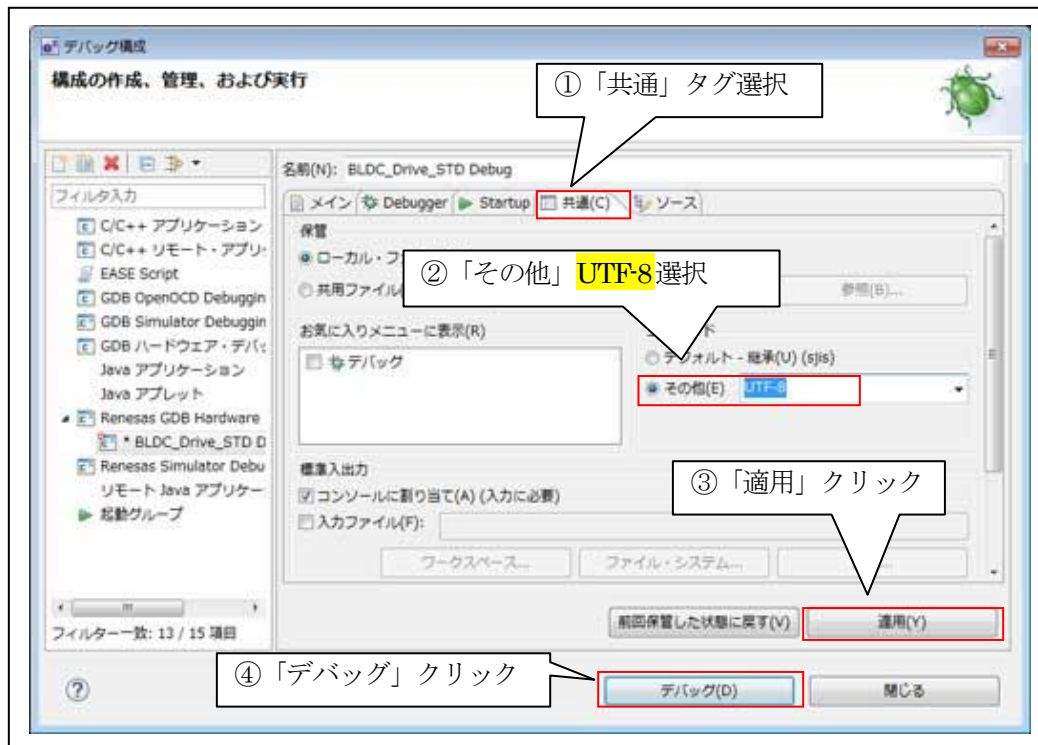 デバッグ構成
構成の作成、管理、および実行
①「共通」タグ選択
名前(N): BLDC_Drive_STD Debug
フィルタ入力
メイン Debugger Startup 共通(C) ソース
C/C++ アプリケーション
C/C++ リモート・アプリ
EASE Script
GDB OpenOCD Debuggin
GDB Simulator Debuggin
GDB ハードウェア・デバ
Java アプリケーション
Java アプレット
Renesas GDB Hardware
* BLDC_Drive_STD D
Renesas Simulator Debu
リモート Java アプリケー
起動グループ
フィルター一致: 13 / 15 項目
保管
ローカル・フ
②「その他」UTF-8選択
共用ファイル(
参照(B)...
お気に入りメニューに表示(R)
デバッグ
ド
デフォルト - 継承(U) (sjis)
その他(E) UTF-8
標準入出力
③「適用」クリック
コンソールに割り当て(A) (入力に必要)
入力ファイル(F):
ワークスペース... ファイル・システム...
前回保管した状態に戻す(V) 適用(Y)
④「デバッグ」クリック
デバッグ(D) 閉じる